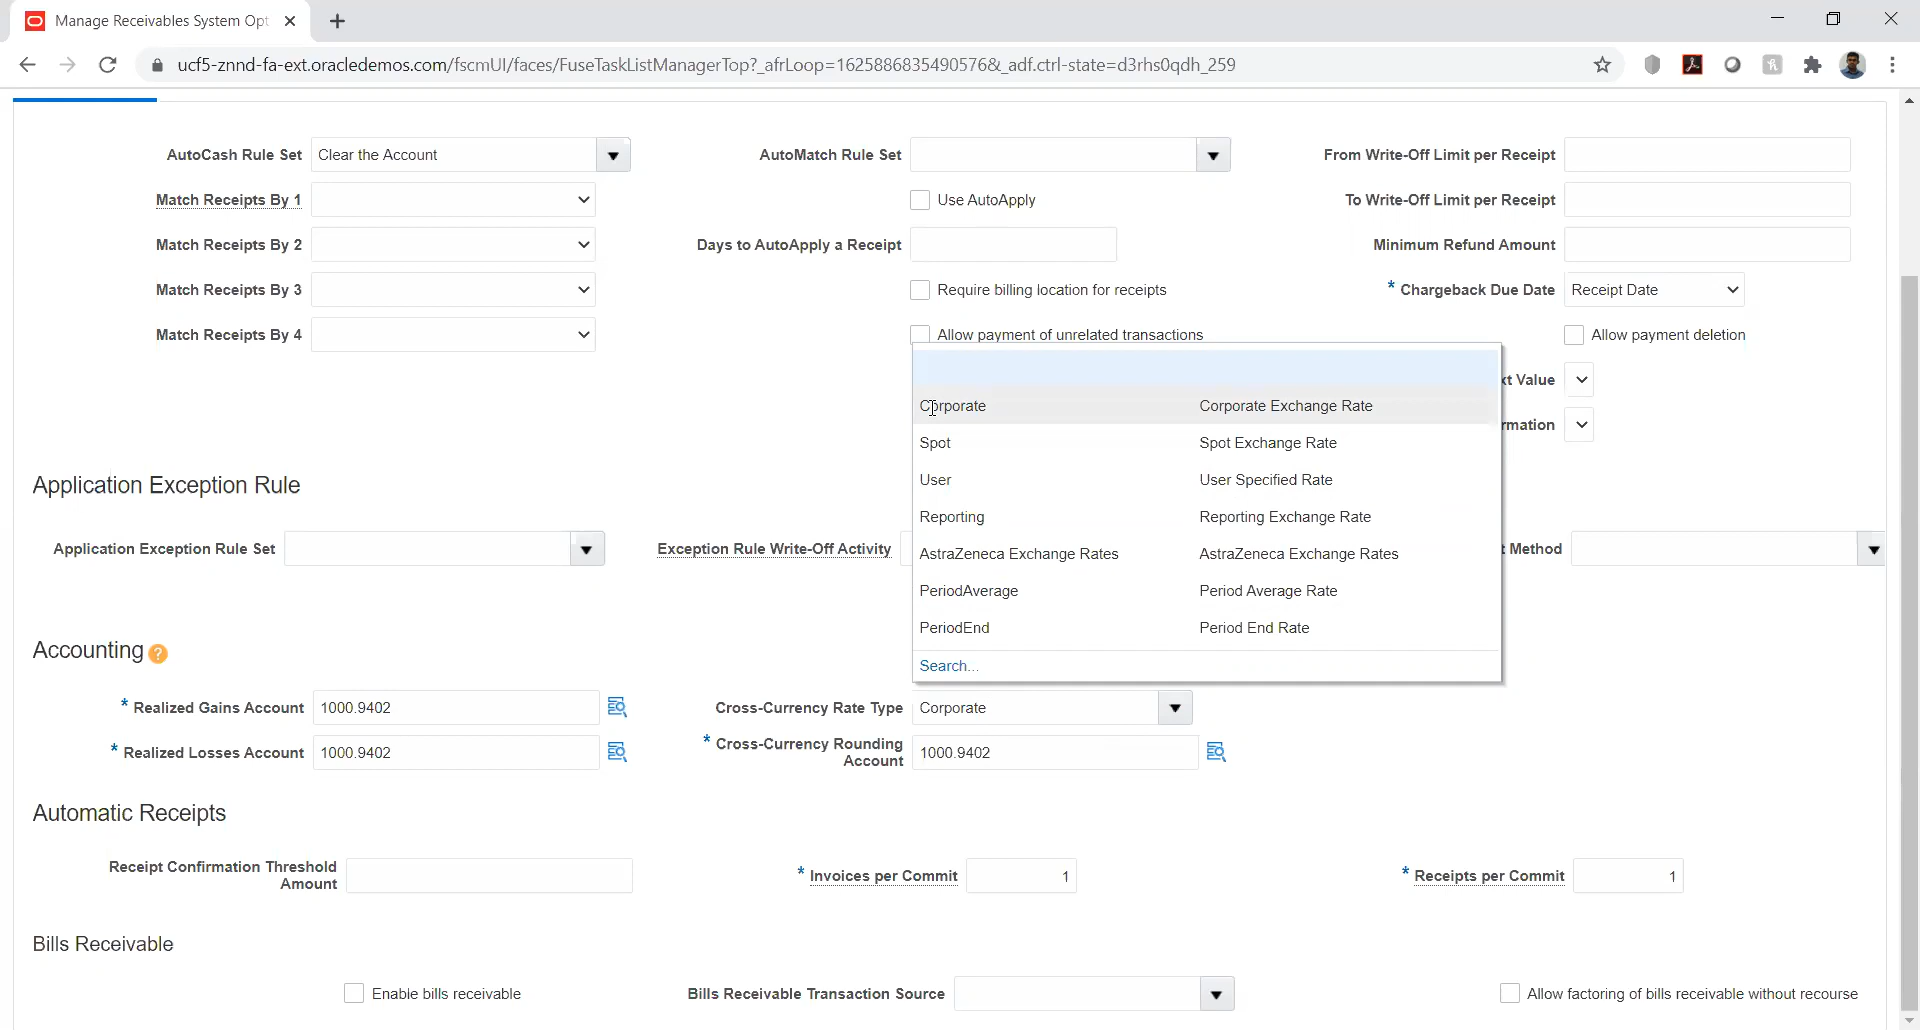 Manage Receivables System Opt
ucf5-znnd-fa-ext.oracledemos.com/fscmUI/faces/FuseTaskListManagerTop?_afrLoop=16258868354905768&_adf.ctrl-state=d3rhs0qdh_259
AutoCash Rule Set Clear the Account AutoMatch Rule Set From Write-Off Limit per Receipt
Match Receipts By 1 Use AutoApply To Write-Off Limit per Receipt
Match Receipts By 2 Days to AutoApply a Receipt Minimum Refund Amount
Match Receipts By 3 Require billing location for receipts * Chargeback Due Date Receipt Date
Match Receipts By 4 Allow payment of unrelated transactions Allow payment deletion
xt Value
Corporate Corporate Exchange Rate
rmation
Spot Spot Exchange Rate
Application Exception Rule
User User Specified Rate
Reporting Reporting Exchange Rate
Application Exception Rule Set Exception Rule Write-Off Activity AstraZeneca Exchange Rates AstraZeneca Exchange Rates t Method
PeriodAverage Period Average Rate
PeriodEnd Period End Rate
Accounting ?
Search...
* Realized Gains Account 1000.9402 Cross-Currency Rate Type Corporate
* Realized Losses Account 1000.9402 * Cross-Currency Rounding Account 1000.9402
Automatic Receipts
Receipt Confirmation Threshold Amount * Invoices per Commit 1 * Receipts per Commit 1
Bills Receivable
Enable bills receivable Bills Receivable Transaction Source Allow factoring of bills receivable without recourse